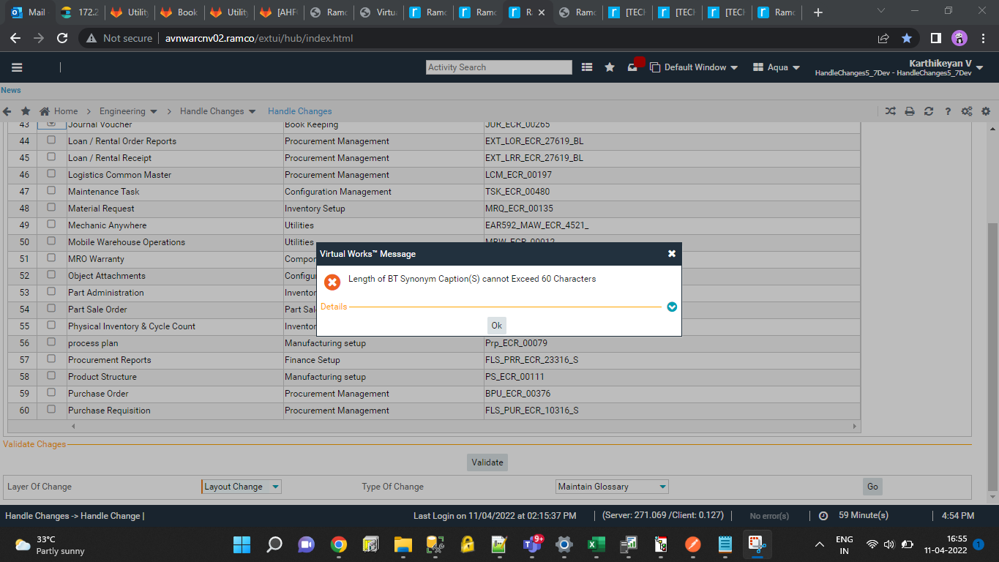 Mail
172.2
Utility
Book
Utility
[AHF
Ramc
Virtua
Ramc
Ramc
R
Ramc
[TECH
[TECH
[TECH
Ramc
Not secure
avnwarcnv02.ramco/extui/hub/index.html
Activity Search
Default Window
Aqua
Karthikeyan V
HandleChanges5_7Dev - HandleChanges5_7Dev
News
Home > Engineering > Handle Changes Handle Changes
43 Journal Voucher Book Keeping JUR_ECR_00265
44 Loan / Rental Order Reports Procurement Management EXT_LOR_ECR_27619_BL
45 Loan / Rental Receipt Procurement Management EXT_LRR_ECR_27619_BL
46 Logistics Common Master Procurement Management LCM_ECR_00197
47 Maintenance Task Configuration Management TSK_ECR_00480
48 Material Request Inventory Setup MRQ_ECR_00135
49 Mechanic Anywhere Utilities EAR592_MAW_ECR_4521_
50 Mobile Warehouse Operations Utilities MRW_ECR_00012
51 MRO Warranty Compor
52 Object Attachments Configu
53 Part Administration Inventor
54 Part Sale Order Part Sal
55 Physical Inventory & Cycle Count Inventor
56 process plan Manufacturing setup Prp_ECR_00079
57 Procurement Reports Finance Setup FLS_PRR_ECR_23316_S
58 Product Structure Manufacturing setup PS_ECR_00111
59 Purchase Order Procurement Management BPU_ECR_00376
60 Purchase Requisition Procurement Management FLS_PUR_ECR_10316_S
Virtual Works™ Message
Length of BT Synonym Caption(S) cannot Exceed 60 Characters
Details
Ok
Validate Chages
Validate
Layer Of Change Layout Change Type Of Change Maintain Glossary Go
Handle Changes -> Handle Change |
Last Login on 11/04/2022 at 02:15:37 PM
(Server: 271.069 /Client: 0.127)
No error(s)
59 Minute(s)
4:54 PM
33°C
Partly sunny
9+
ENG
IN
16:55
11-04-2022
1